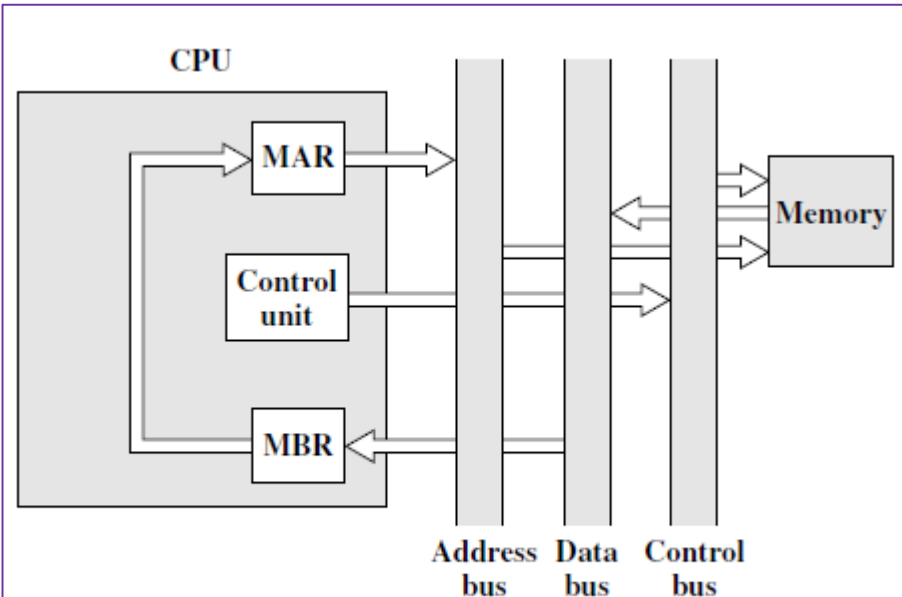 CPU
MAR
Memory
Control
unit
MBR
Address Data Control
bus bus bus